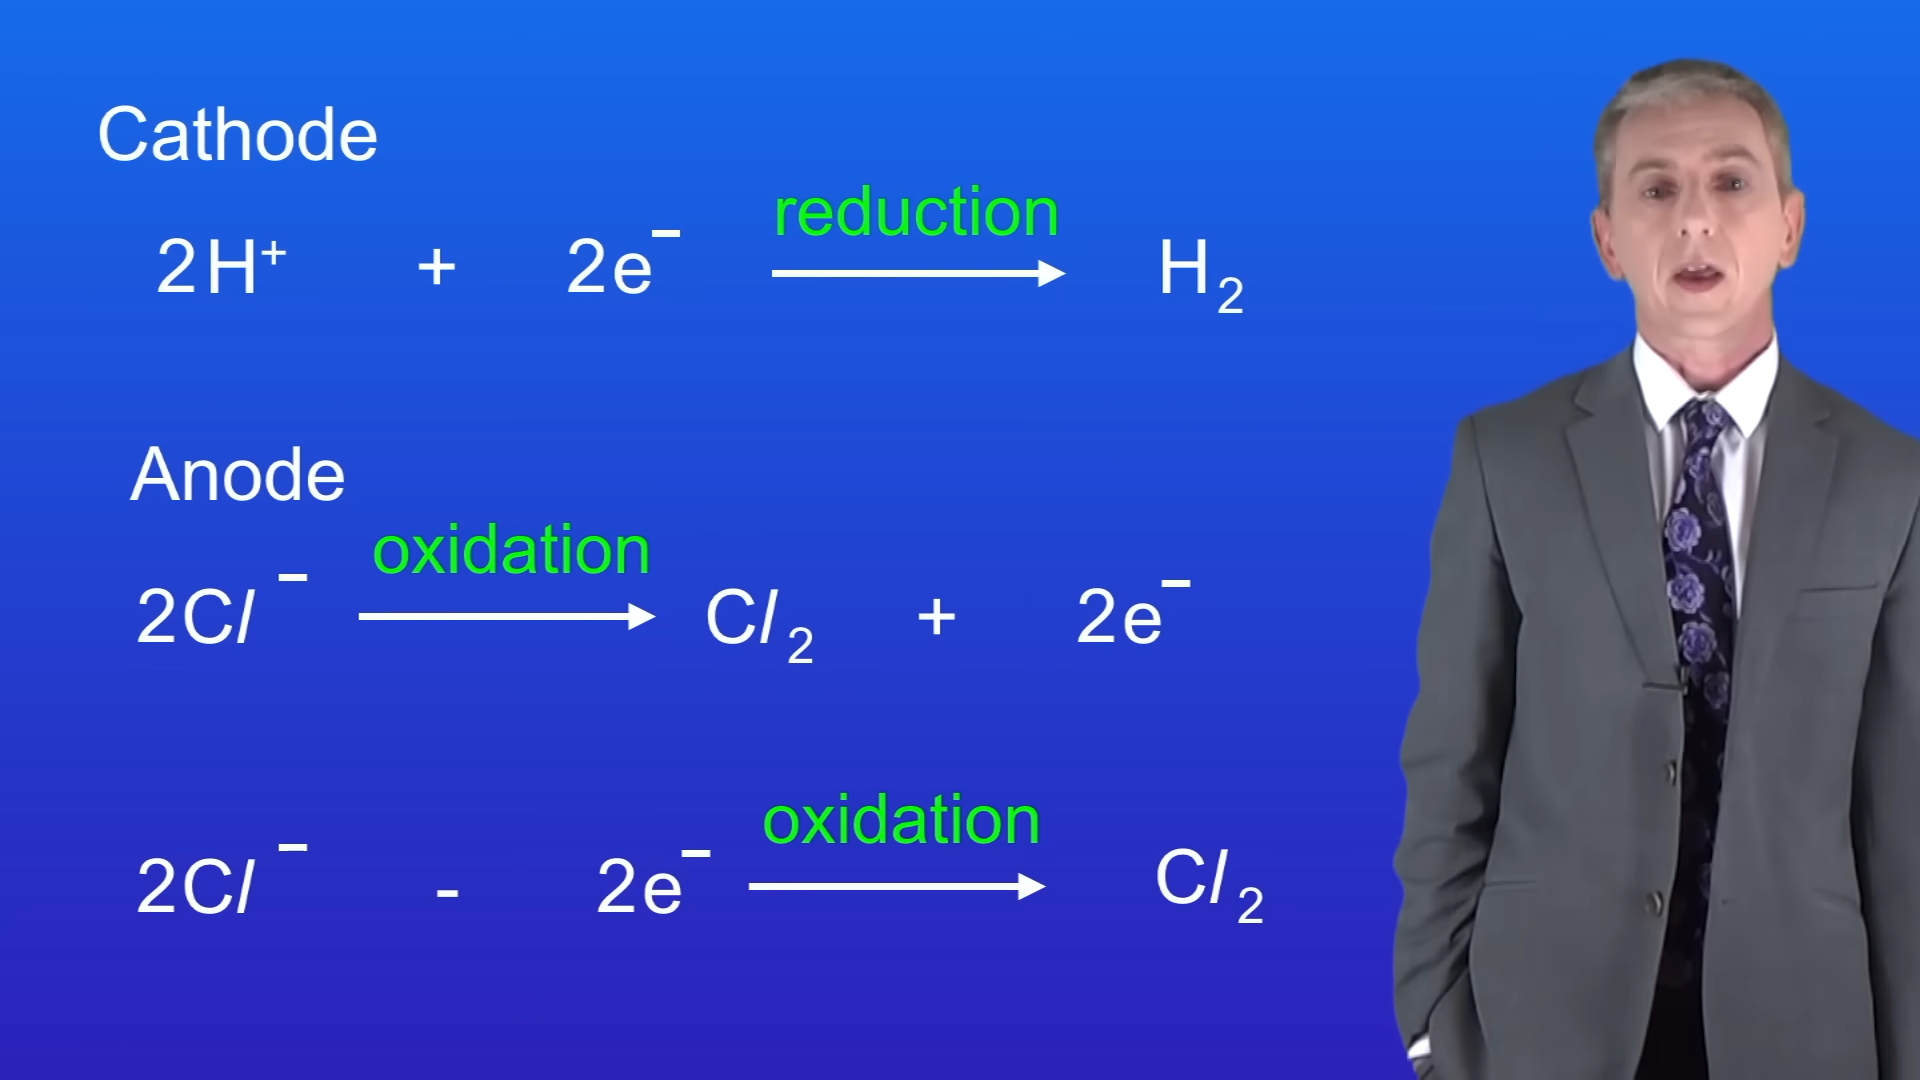 Cathode
reduction
2H⁺ + 2e⁻ ⟶ H₂
Anode
oxidation
2Cl⁻ ⟶ Cl₂ + 2e⁻
oxidation
2Cl⁻ - 2e⁻ ⟶ Cl₂